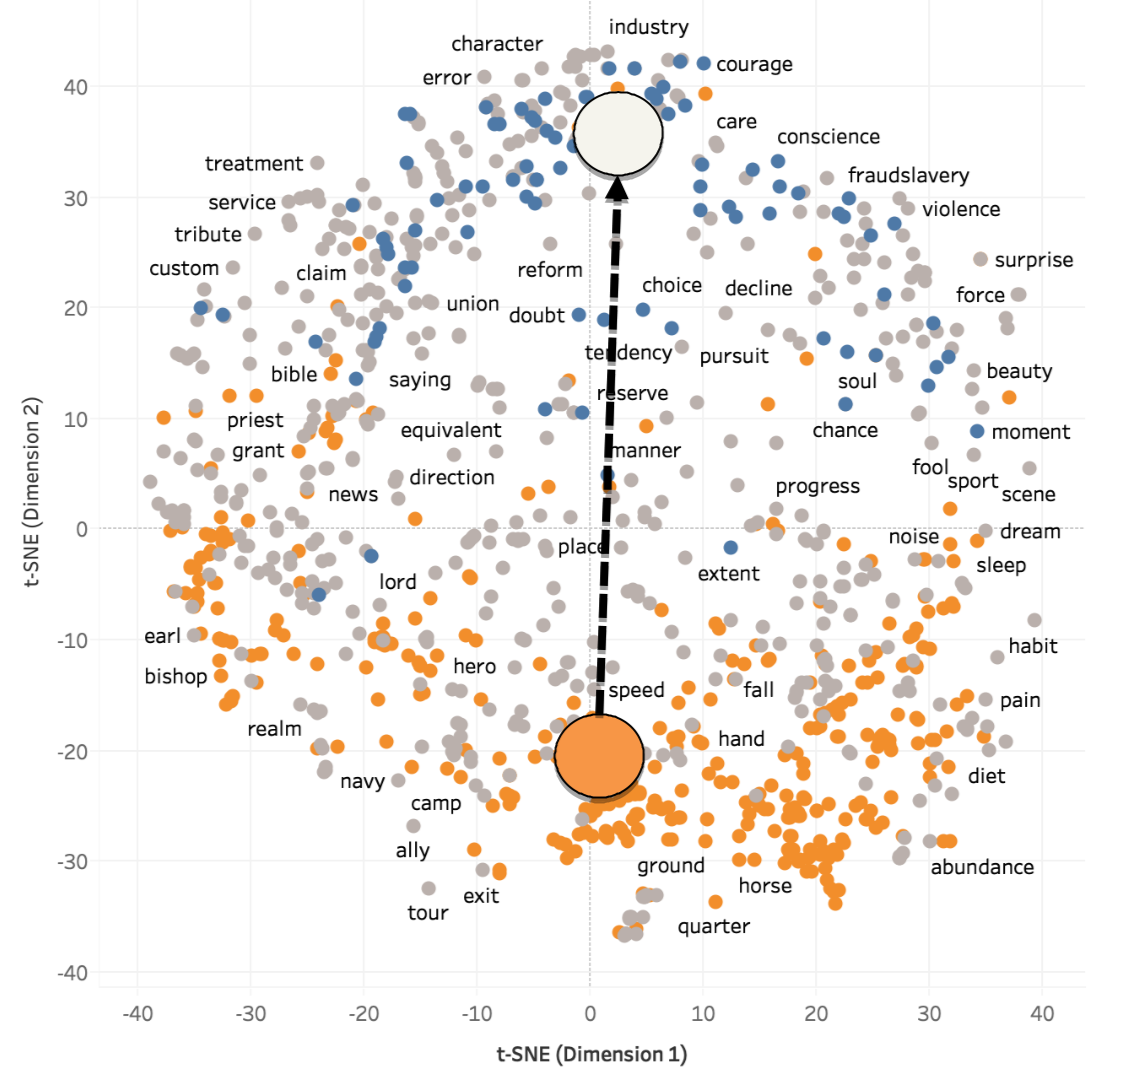 industry
character
courage
error
40
care
conscience
treatment
fraudslavery
30
service
violence
tribute
custom
claim
reform
surprise
choice
decline
force
20
union
doubt
tendency
pursuit
bible
saying
soul
beauty
reserve
10
priest
equivalent
chance
moment
grant
manner
direction
fool
sport
news
progress
scene
0
place
noise
dream
lord
extent
sleep
-10
earl
habit
bishop
hero
speed
fall
pain
realm
hand
-20
navy
diet
camp
ally
ground
abundance
-30
exit
horse
tour
quarter
-40
-40 -30 -20 -10 0 10 20 30 40
t-SNE (Dimension 1)
t-SNE (Dimension 2)